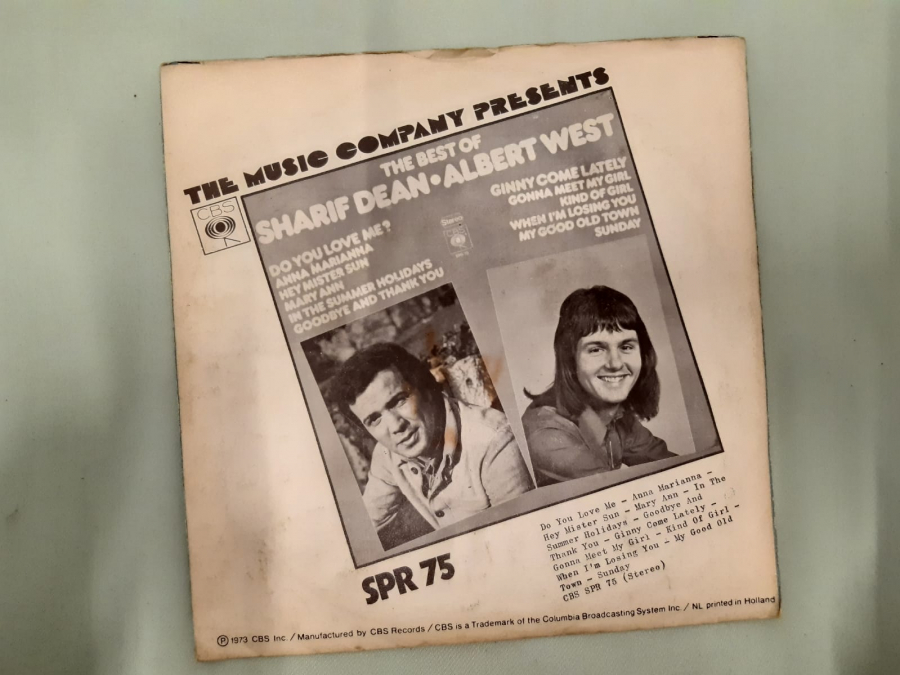 THE MUSIC COMPANY PRESENTS
CBS
THE BEST OF
SHARIF DEAN • ALBERT WEST
DO YOU LOVE ME?
ANNA MARIANNA
HEY MISTER SUN
MARY ANN
IN THE SUMMER HOLIDAYS
GOODBYE AND THANK YOU
Stereo
GINNY COME LATELY
GONNA MEET MY GIRL
KIND OF GIRL
WHEN I'M LOSING YOU
MY GOOD OLD TOWN
SUNDAY
SPR 75
Do You Love Me - Anna Marianna -
Hey Mister Sun - Mary Ann - In The
Summer Holidays - Goodbye And
Thank You - Ginny Come Lately -
Gonna Meet My Girl - Kind Of Girl -
When I'm Losing You - My Good Old
Town - Sunday
CBS SPR 75 (Stereo)
Ⓟ 1973 CBS Inc. / Manufactured by CBS Records / CBS is a Trademark of the Columbia Broadcasting System Inc. / NL printed in Holland